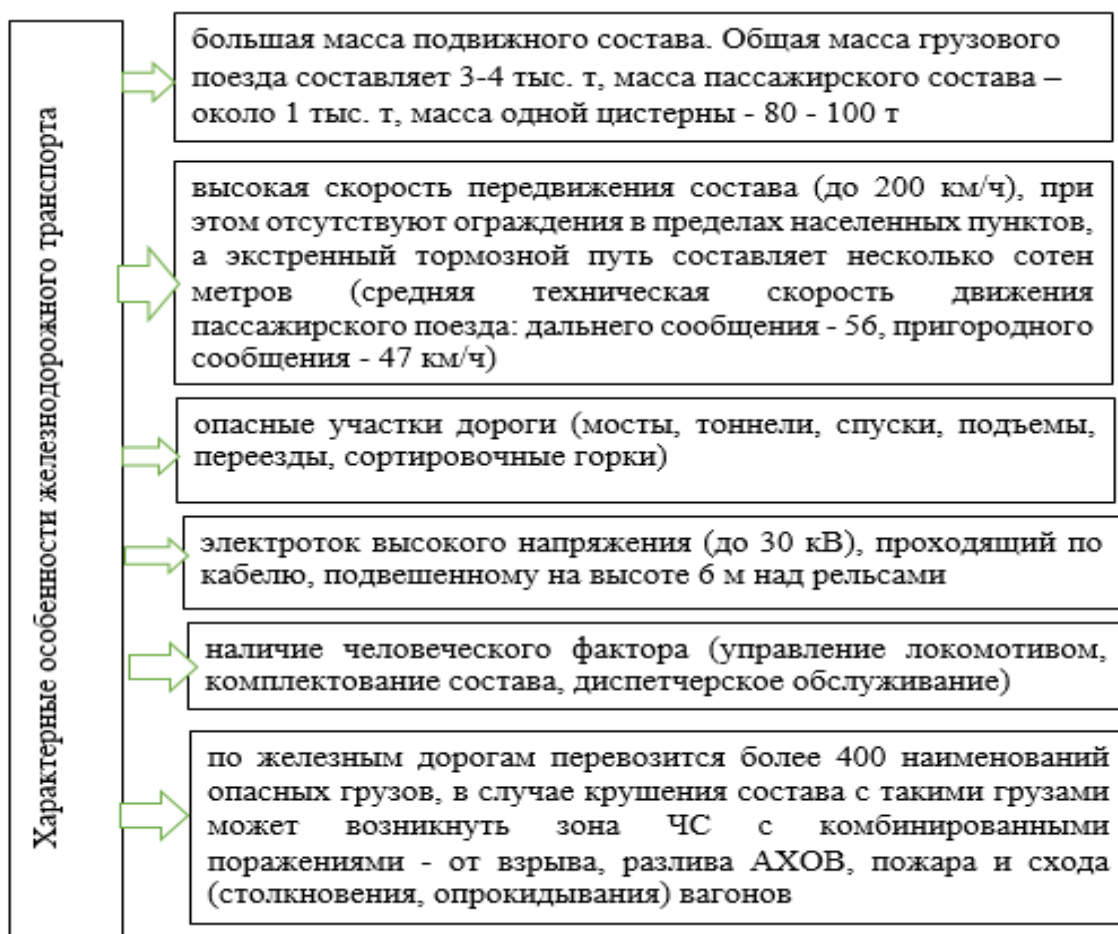 Характерные особенности железнодорожного транспорта
большая масса подвижного состава. Общая масса грузового
поезда составляет 3-4 тыс. т, масса пассажирского состава –
около 1 тыс. т, масса одной цистерны - 80 - 100 т
высокая скорость передвижения состава (до 200 км/ч), при
этом отсутствуют ограждения в пределах населенных пунктов,
а экстренный тормозной путь составляет несколько сотен
метров (средняя техническая скорость движения
пассажирского поезда: дальнего сообщения - 56, пригородного
сообщения - 47 км/ч)
опасные участки дороги (мосты, тоннели, спуски, подъемы,
переезды, сортировочные горки)
электроток высокого напряжения (до 30 кВ), проходящий по
кабелю, подвешенному на высоте 6 м над рельсами
наличие человеческого фактора (управление локомотивом,
комплектование состава, диспетчерское обслуживание)
по железным дорогам перевозится более 400 наименований
опасных грузов, в случае крушения состава с такими грузами
может возникнуть зона ЧС с комбинированными
поражениями - от взрыва, разлива АХОВ, пожара и схода
(столкновения, опрокидывания) вагонов